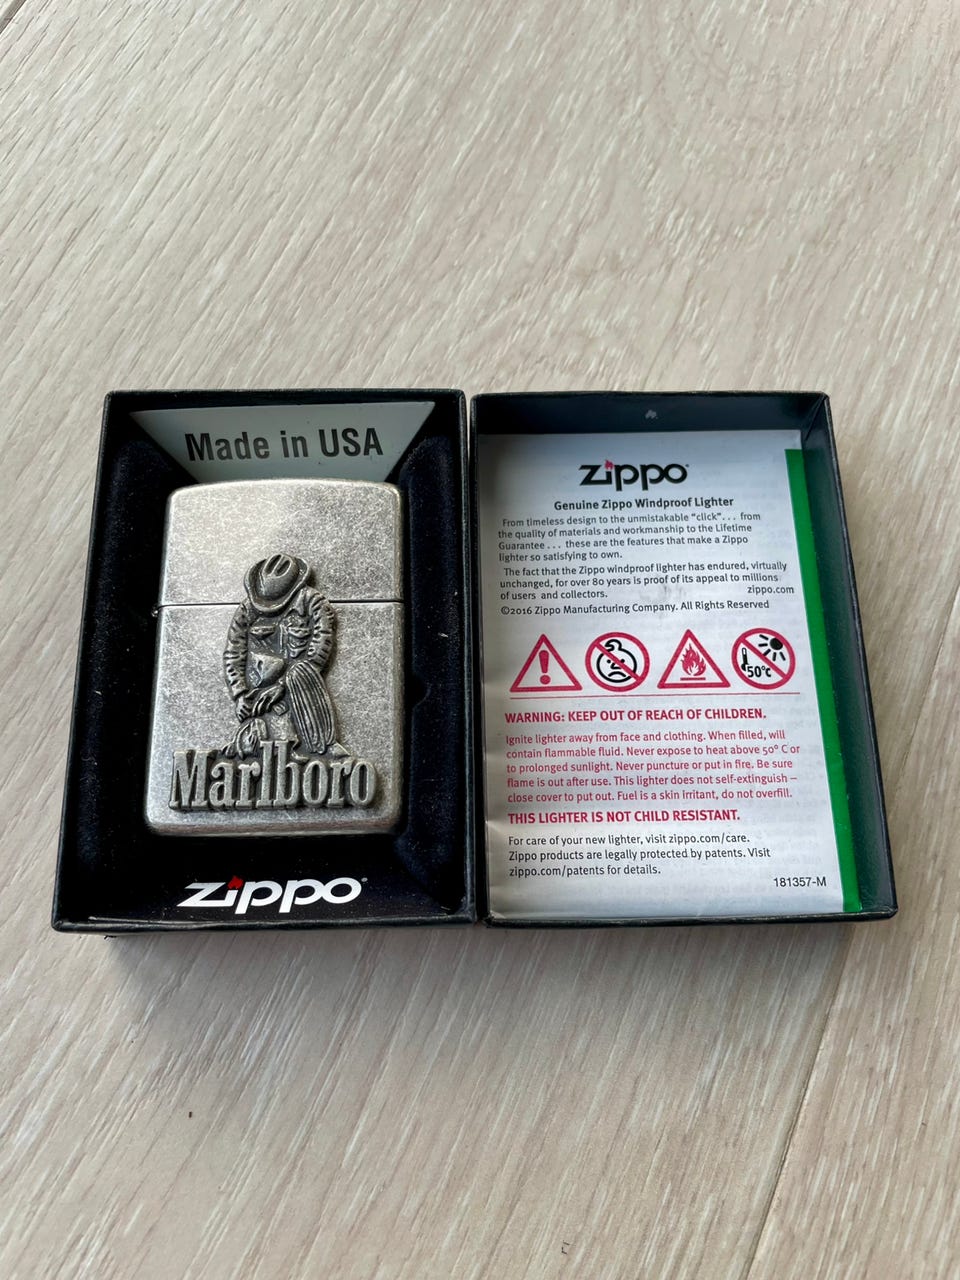 Made in USA
Marlboro
zippo
zippo
Genuine Zippo Windproof Lighter
From timeless design to the unmistakable “click”. . . from
the quality of materials and workmanship to the Lifetime
Guarantee . . . these are the features that make a Zippo
lighter so satisfying to own.
The fact that the Zippo windproof lighter has endured, virtually
unchanged, for over 80 years is proof of its appeal to millions
of users and collectors. zippo.com
©2016 Zippo Manufacturing Company. All Rights Reserved
50°C
WARNING: KEEP OUT OF REACH OF CHILDREN.
Ignite lighter away from face and clothing. When filled, will
contain flammable fluid. Never expose to heat above 50° C or
to prolonged sunlight. Never puncture or put in fire. Be sure
flame is out after use. This lighter does not self-extinguish –
close cover to put out. Fuel is a skin irritant, do not overfill.
THIS LIGHTER IS NOT CHILD RESISTANT.
For care of your new lighter, visit zippo.com/care.
Zippo products are legally protected by patents. Visit
zippo.com/patents for details.
181357-M